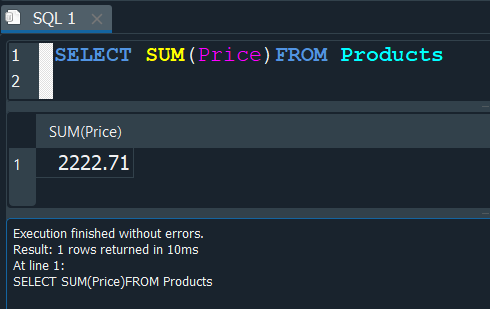 SQL 1
1 SELECT SUM(Price)FROM Products
2
SUM(Price)
1 2222.71
Execution finished without errors.
Result: 1 rows returned in 10ms
At line 1:
SELECT SUM(Price)FROM Products